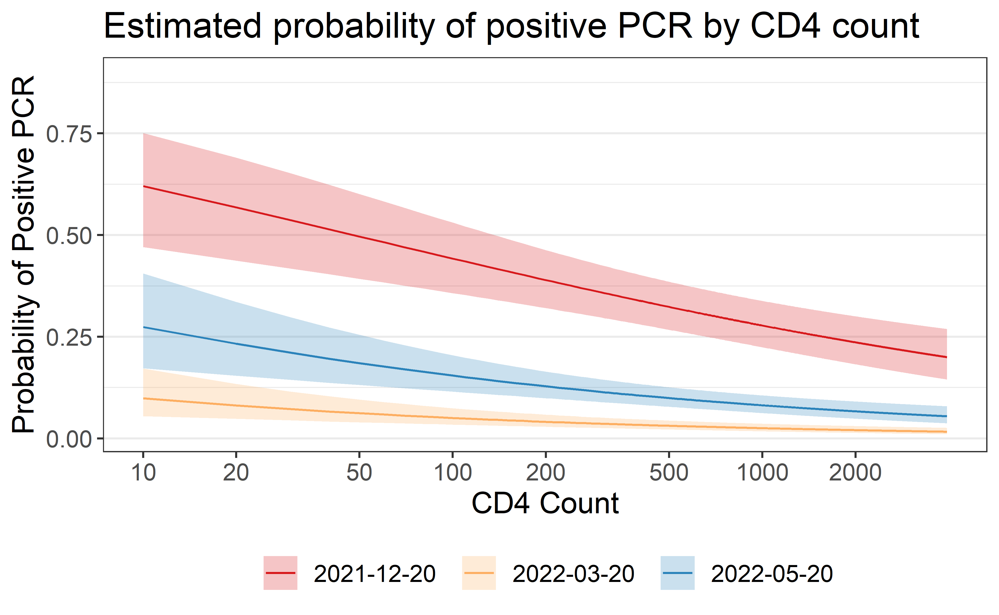 Estimated probability of positive PCR by CD4 count
Probability of Positive PCR
0.75
0.50
0.25
0.00
10 20 50 100 200 500 1000 2000
CD4 Count
2021-12-20 2022-03-20 2022-05-20